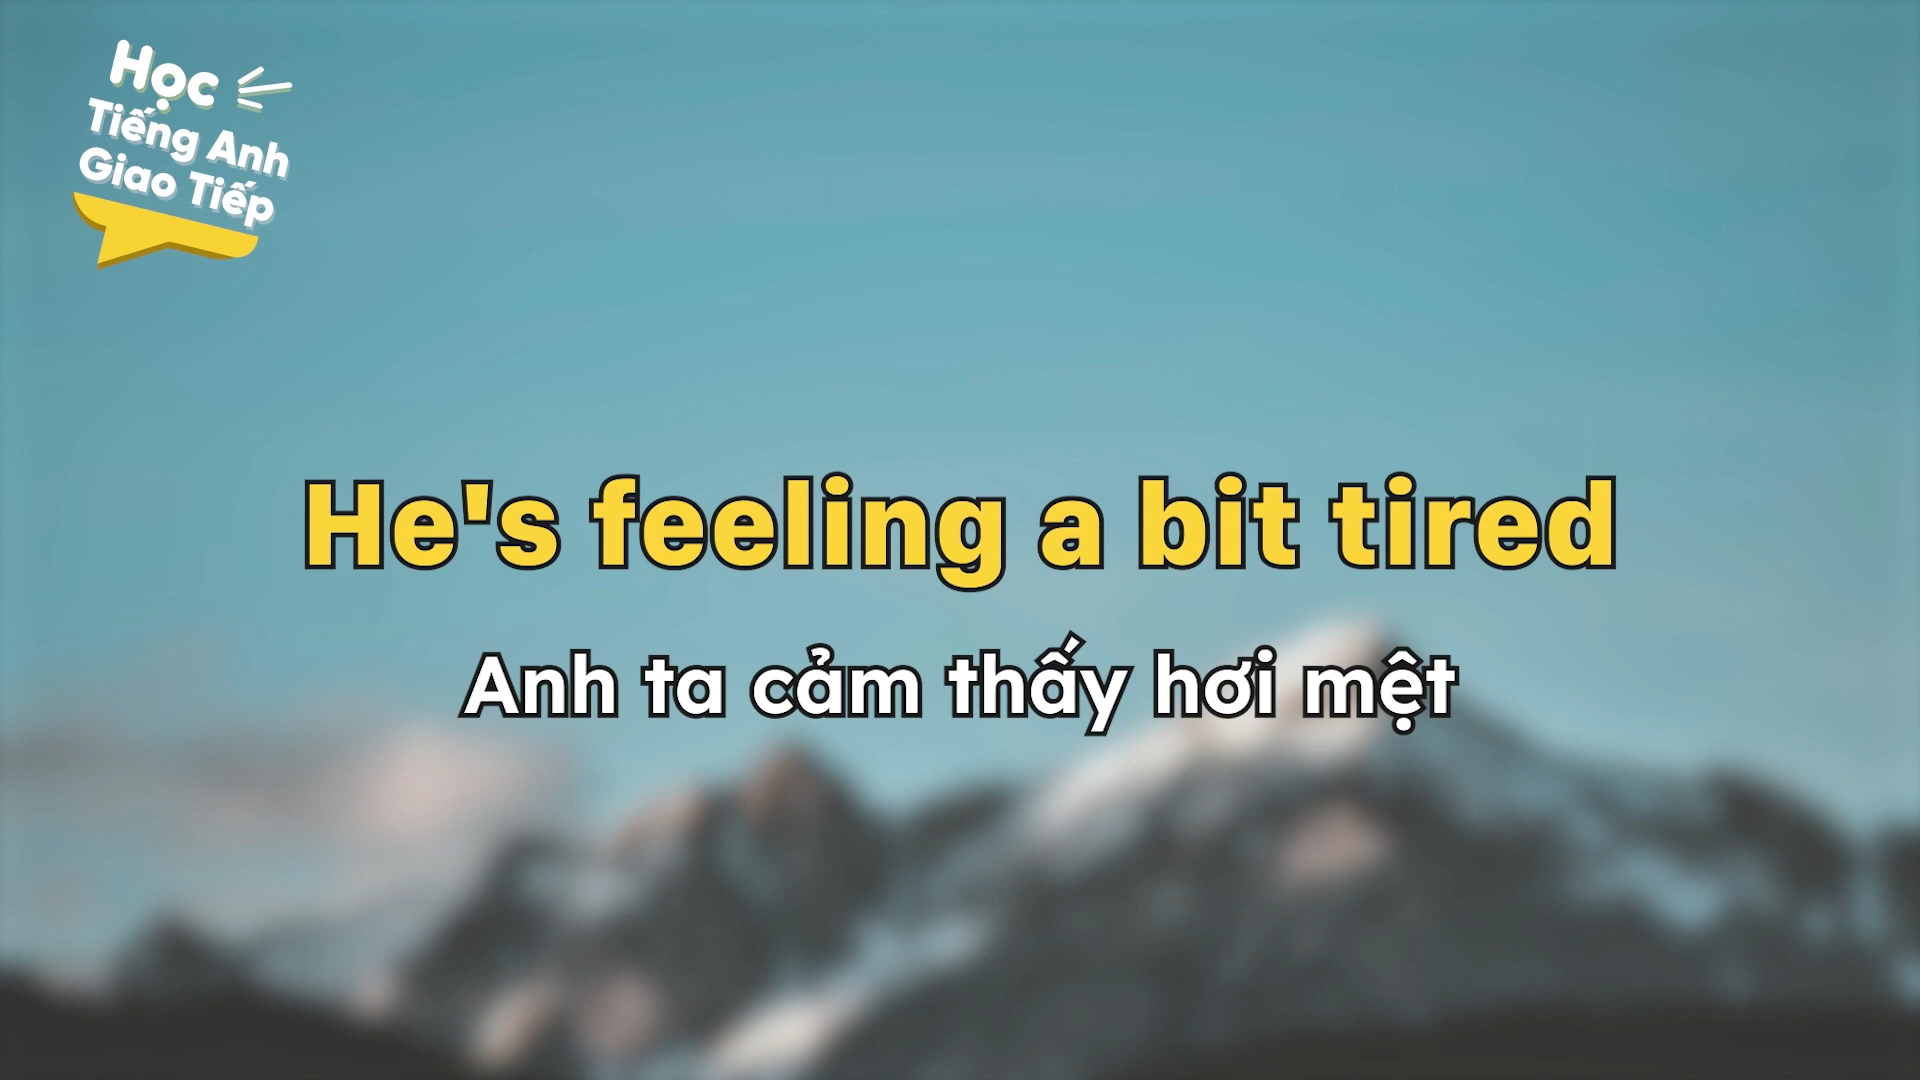 Học
Tiếng Anh
Giao Tiếp
He's feeling a bit tired
Anh ta cảm thấy hơi mệt